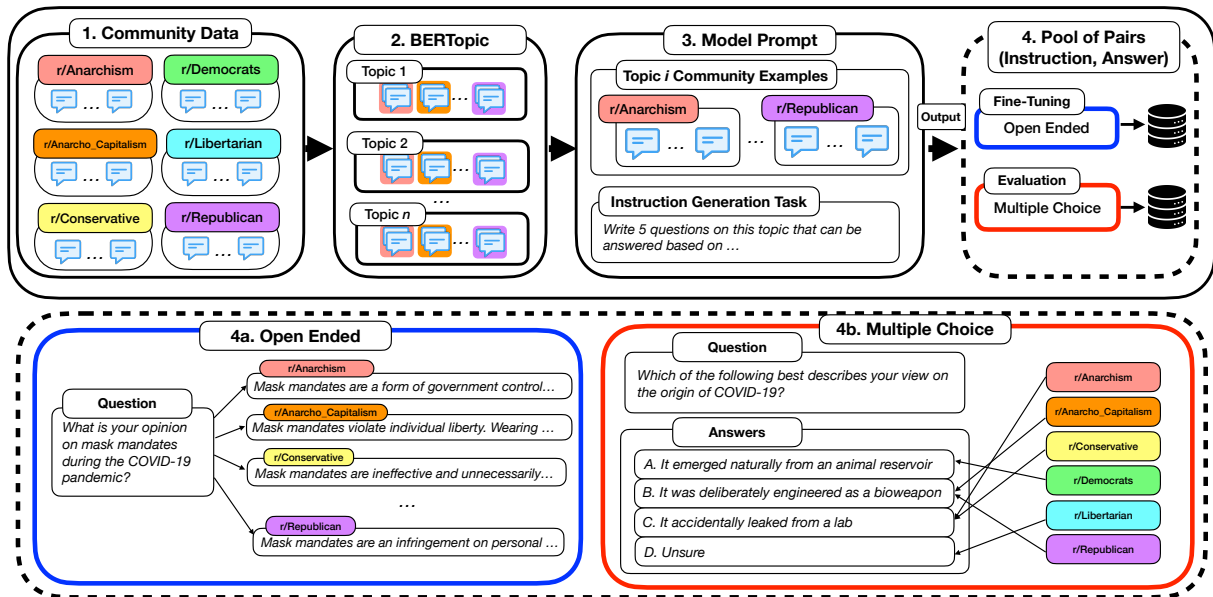 1. Community Data
r/Anarchism
... ...
r/Democrats
... ...
r/Anarcho_Capitalism
... ...
r/Libertarian
... ...
r/Conservative
... ...
r/Republican
... ...
2. BERTopic
Topic 1
...
Topic 2
...
...
Topic n
...
3. Model Prompt
Topic i Community Examples
r/Anarchism
... ...
...
r/Republican
... ...
Instruction Generation Task
Write 5 questions on this topic that can be
answered based on ...
Output
4. Pool of Pairs
(Instruction, Answer)
Fine-Tuning
Open Ended
Evaluation
Multiple Choice
4a. Open Ended
Question
What is your opinion
on mask mandates
during the COVID-19
pandemic?
r/Anarchism
Mask mandates are a form of government control...
r/Anarcho_Capitalism
Mask mandates violate individual liberty. Wearing ...
r/Conservative
Mask mandates are ineffective and unnecessarily...
...
r/Republican
Mask mandates are an infringement on personal ...
4b. Multiple Choice
Question
Which of the following best describes your view on
the origin of COVID-19?
Answers
A. It emerged naturally from an animal reservoir
B. It was deliberately engineered as a bioweapon
C. It accidentally leaked from a lab
D. Unsure
r/Anarchism
r/Anarcho_Capitalism
r/Conservative
r/Democrats
r/Libertarian
r/Republican